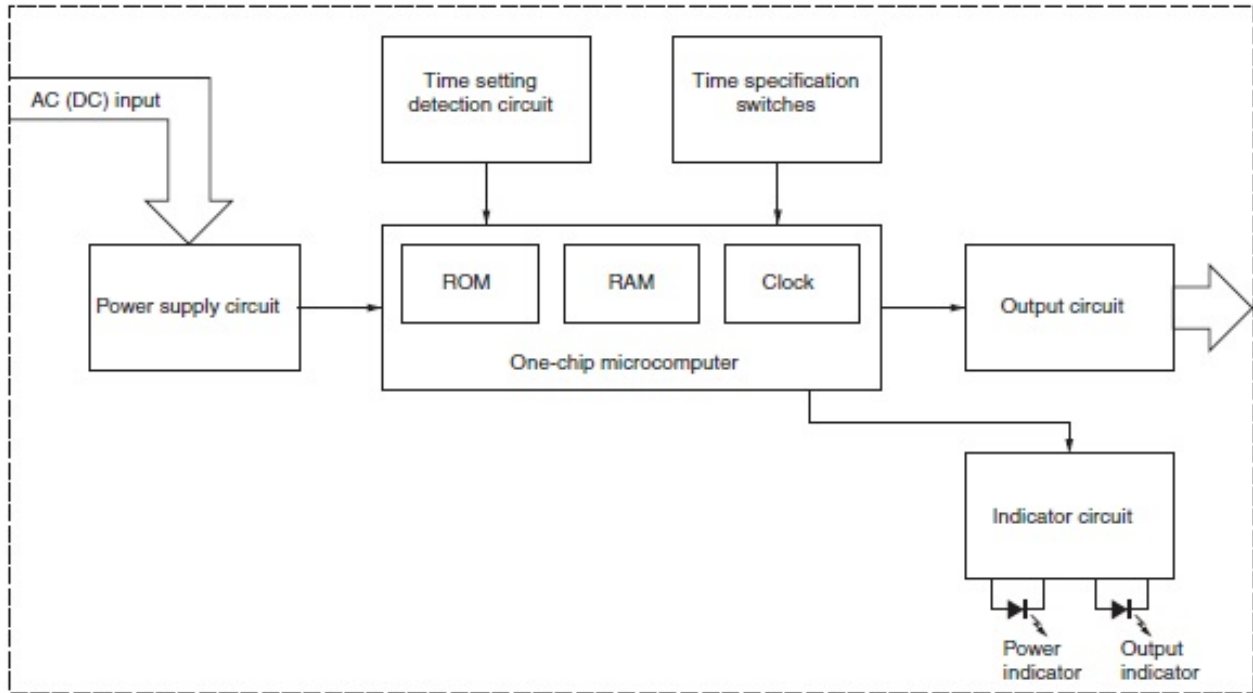 AC (DC) input
Time setting
detection circuit
Time specification
switches
Power supply circuit
ROM
RAM
Clock
One-chip microcomputer
Output circuit
Indicator circuit
Power
indicator
Output
indicator